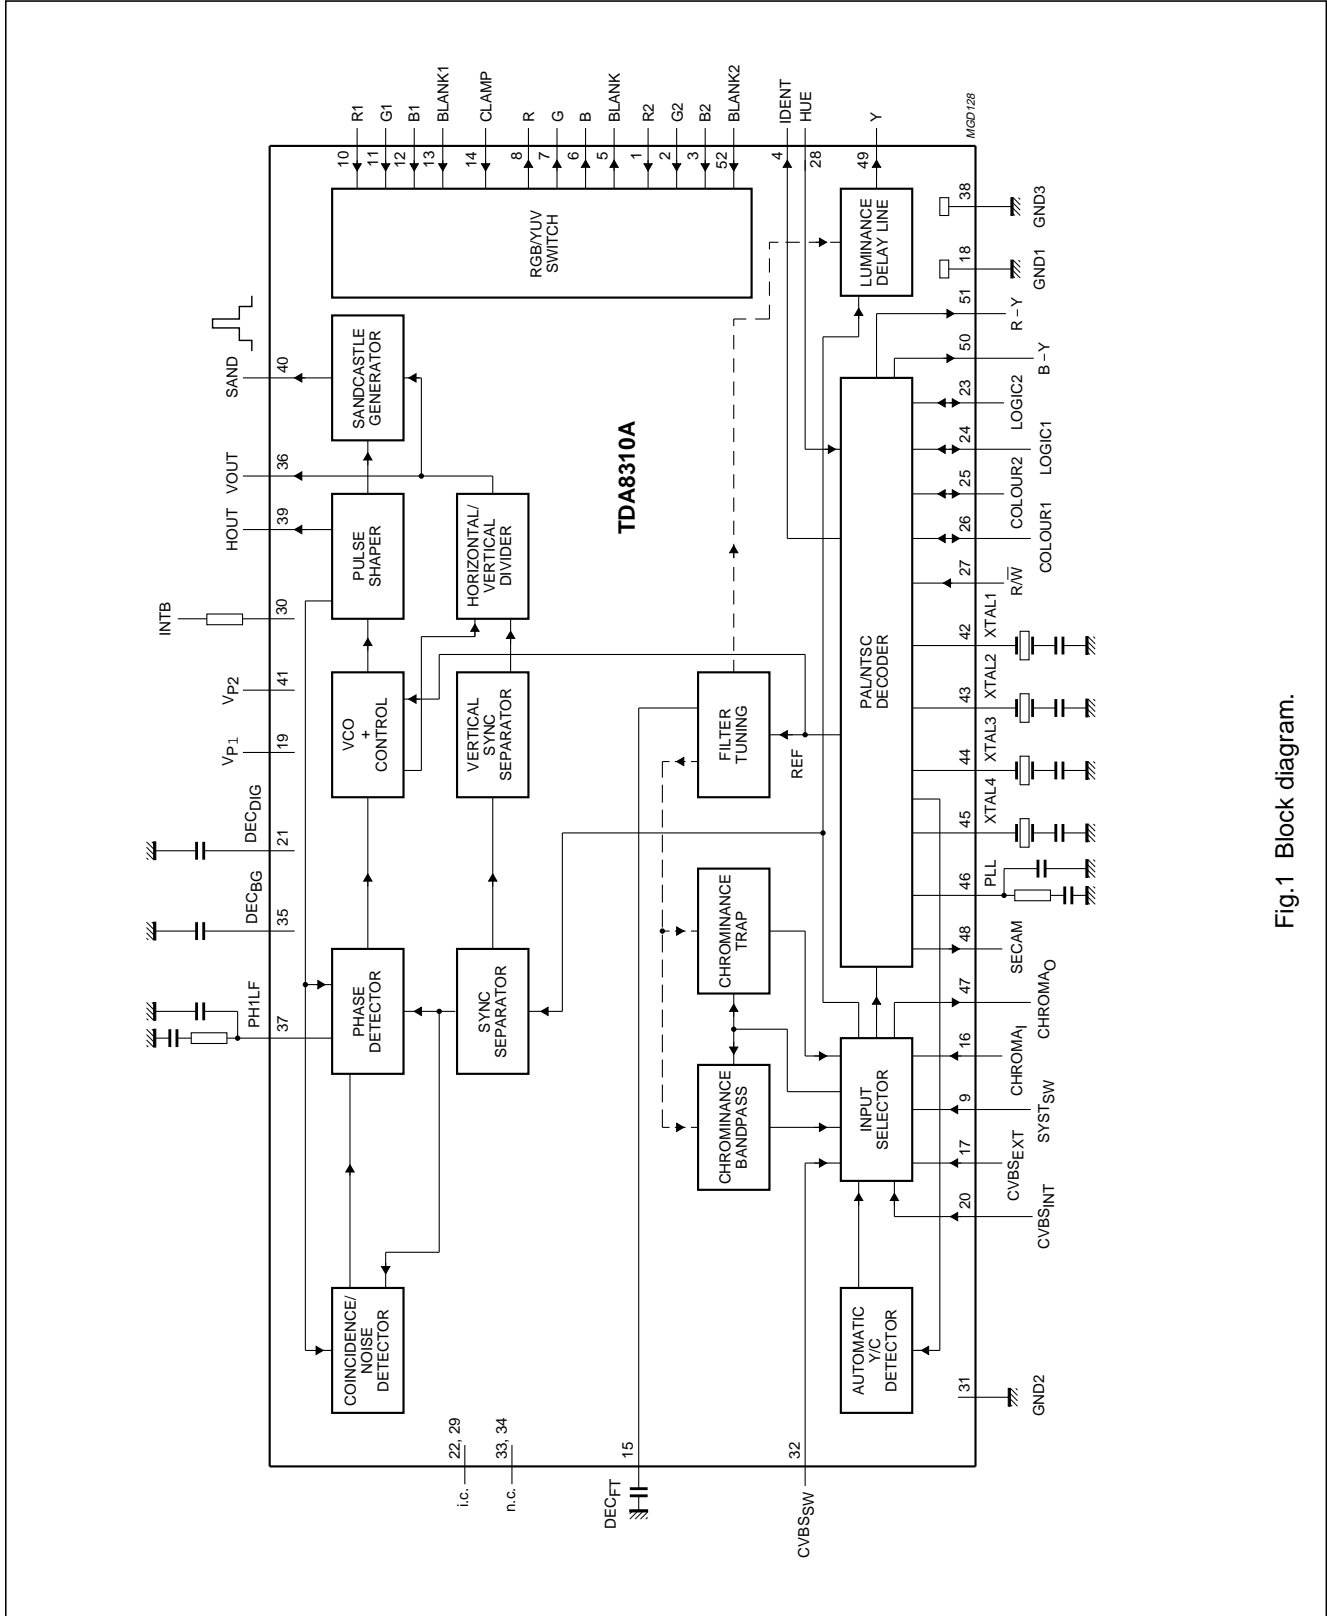 R1
G1
B1
BLANK1
CLAMP
R
G
B
BLANK
R2
G2
B2
BLANK2
IDENT
HUE
Y
10
11
12
13
14
8
7
6
5
1
2
3
52
4
28
49
MGD128
RGB/YUV
SWITCH
LUMINANCE
DELAY LINE
38
GND3
18
GND1
SAND
40
SANDCASTLE
GENERATOR
51
R–Y
50
B–Y
VOUT
36
HOUT
39
PULSE
SHAPER
HORIZONTAL/
VERTICAL
DIVIDER
TDA8310A
23
LOGIC2
24
LOGIC1
25
COLOUR2
26
COLOUR1
27
R/W̅
INTB
30
VP2
41
VP1
19
VCO
+
CONTROL
VERTICAL
SYNC
SEPARATOR
FILTER
TUNING
REF
PAL/NTSC
DECODER
42
XTAL1
43
XTAL2
44
XTAL3
45
XTAL4
DECDIG
21
DECBG
35
PH1LF
37
PHASE
DETECTOR
SYNC
SEPARATOR
CHROMINANCE
TRAP
CHROMINANCE
BANDPASS
46
PLL
48
SECAM
47
CHROMAO
INPUT
SELECTOR
16
CHROMAI
9
SYSTSW
17
CVBSEXT
20
CVBSINT
COINCIDENCE/
NOISE
DETECTOR
AUTOMATIC
Y/C
DETECTOR
31
GND2
22, 29
i.c.
33, 34
n.c.
15
DECFT
32
CVBSSW
Fig.1 Block diagram.